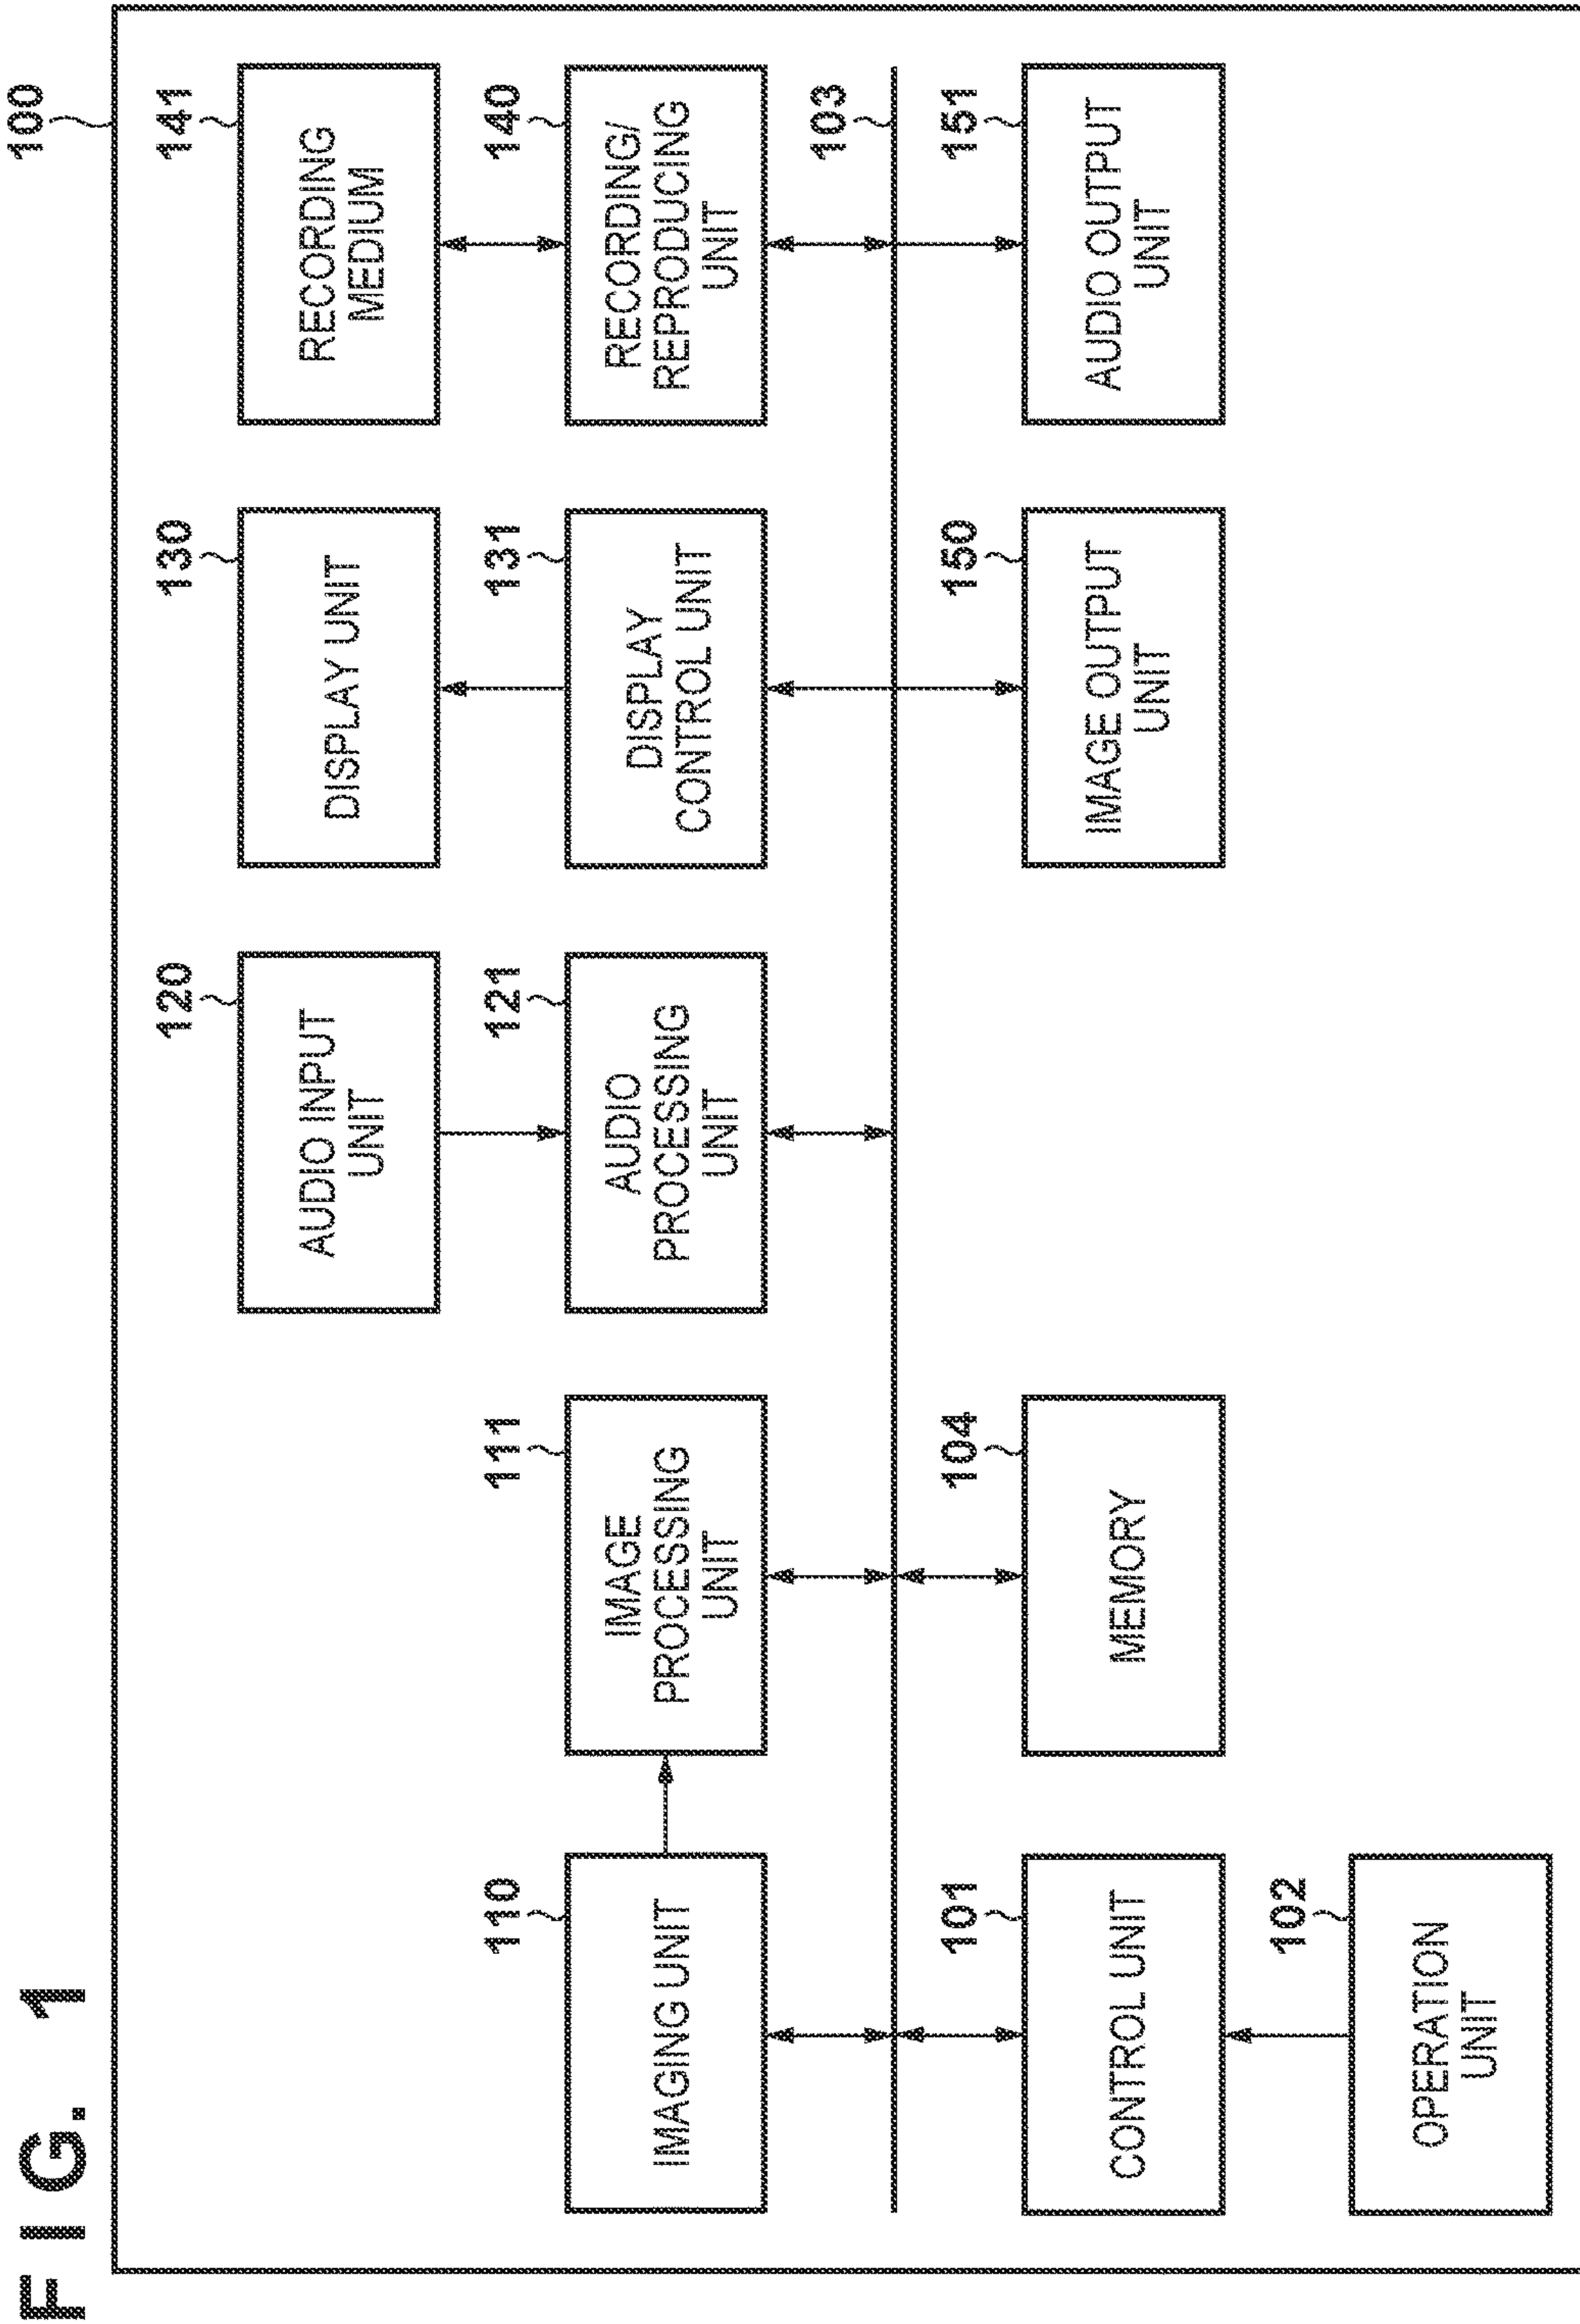 FIG. 1
100
120
AUDIO INPUT
UNIT
130
DISPLAY UNIT
141
RECORDING
MEDIUM
110
IMAGING UNIT
111
IMAGE
PROCESSING
UNIT
121
AUDIO
PROCESSING
UNIT
131
DISPLAY
CONTROL UNIT
140
RECORDING/
REPRODUCING
UNIT
103
101
CONTROL UNIT
104
MEMORY
150
IMAGE OUTPUT
UNIT
151
AUDIO OUTPUT
UNIT
102
OPERATION
UNIT